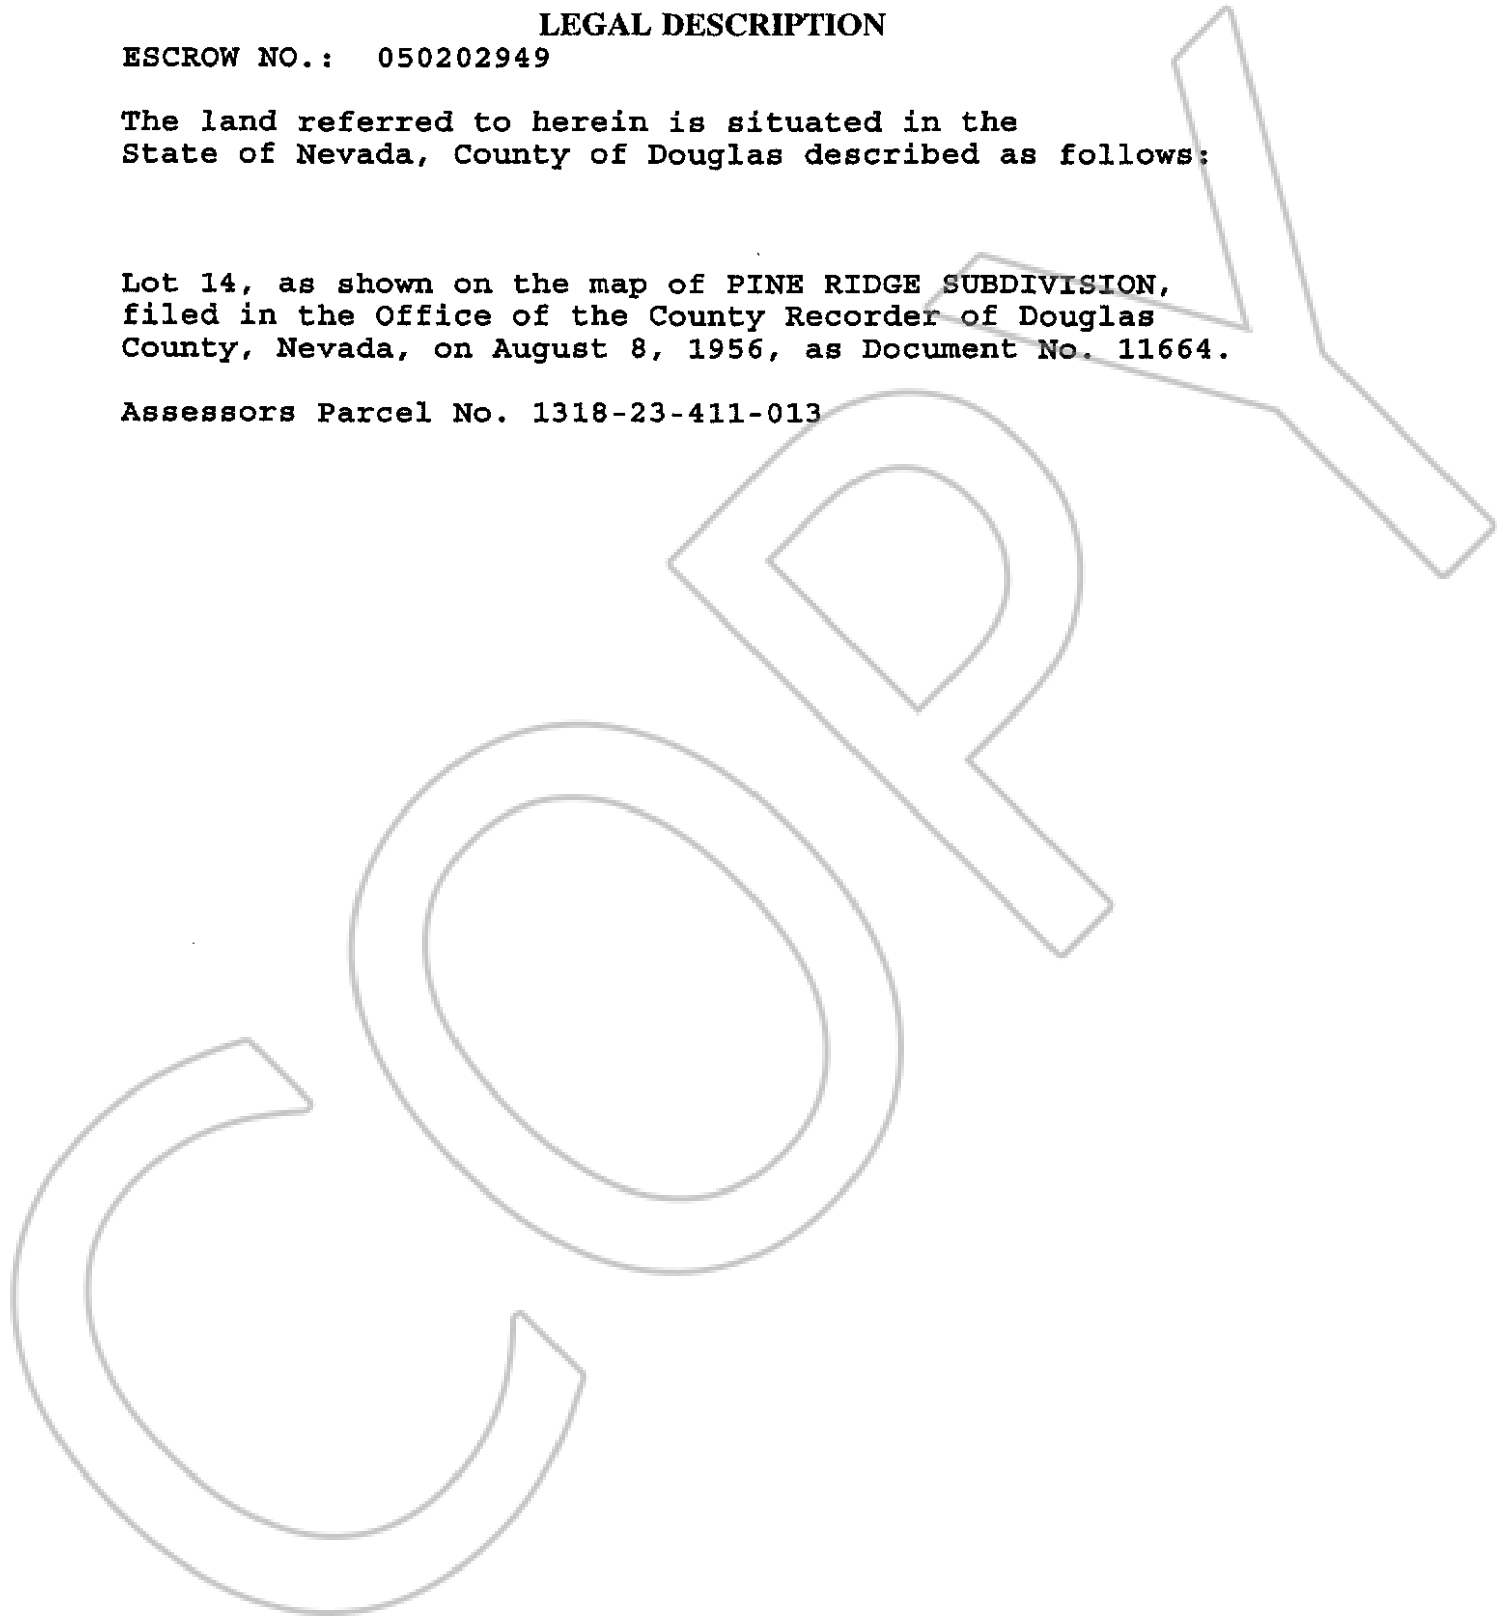 LEGAL DESCRIPTION
ESCROW NO.: 050202949
The land referred to herein is situated in the
State of Nevada, County of Douglas described as follows:
Lot 14, as shown on the map of PINE RIDGE SUBDIVISION,
filed in the Office of the County Recorder of Douglas
County, Nevada, on August 8, 1956, as Document No. 11664.
Assessors Parcel No. 1318-23-411-013
COPY